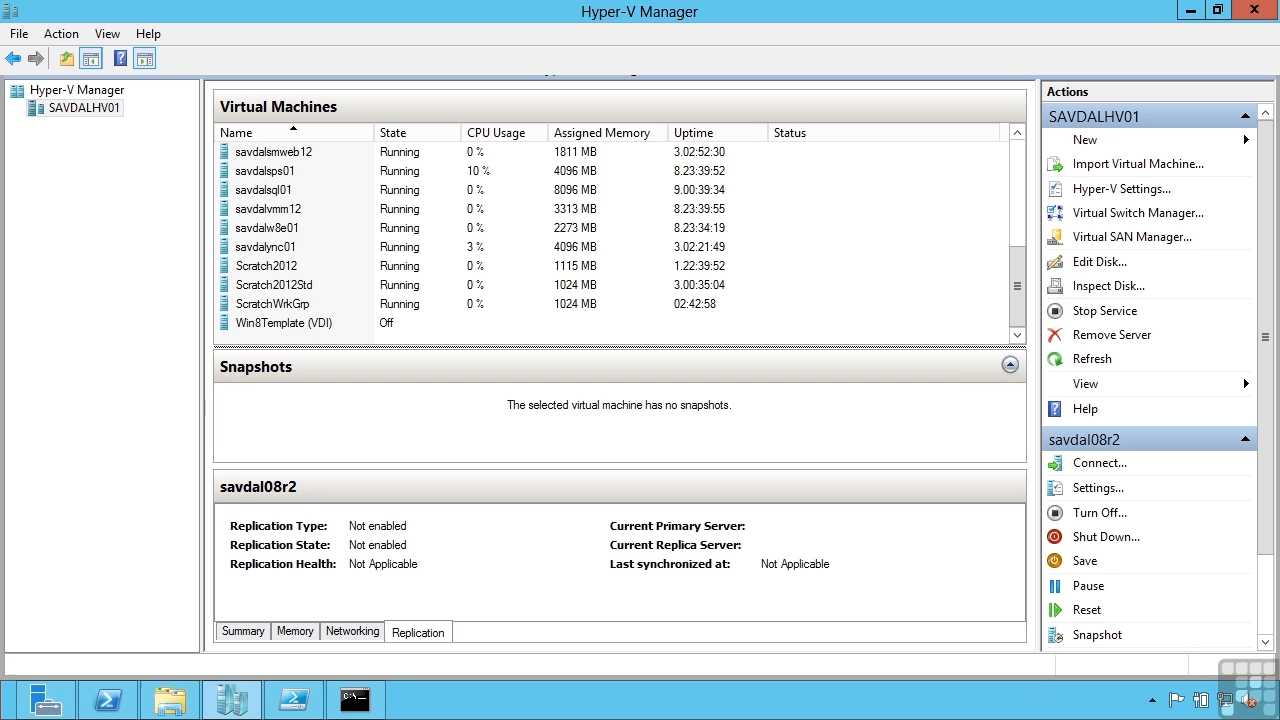 Hyper-V Manager
File Action View Help
Hyper-V Manager
SAVDALHV01
Virtual Machines
Name State CPU Usage Assigned Memory Uptime Status
savdalsmweb12 Running 0 % 1811 MB 3.02:52:30
savdalsps01 Running 10 % 4096 MB 8.23:39:52
savdalsql01 Running 0 % 8096 MB 9.00:39:34
savdalvmm12 Running 0 % 3313 MB 8.23:39:55
savdalw8e01 Running 0 % 2273 MB 8.23:34:19
savdalync01 Running 3 % 4096 MB 3.02:21:49
Scratch2012 Running 0 % 1115 MB 1.22:39:52
Scratch2012Std Running 0 % 1024 MB 3.00:35:04
ScratchWrkGrp Running 0 % 1024 MB 02:42:58
Win8Template (VDI) Off
Snapshots
The selected virtual machine has no snapshots.
savdal08r2
Replication Type: Not enabled Current Primary Server:
Replication State: Not enabled Current Replica Server:
Replication Health: Not Applicable Last synchronized at: Not Applicable
Summary Memory Networking Replication
Actions
SAVDALHV01
New
Import Virtual Machine...
Hyper-V Settings...
Virtual Switch Manager...
Virtual SAN Manager...
Edit Disk...
Inspect Disk...
Stop Service
Remove Server
Refresh
View
Help
savdal08r2
Connect...
Settings...
Turn Off...
Shut Down...
Save
Pause
Reset
Snapshot